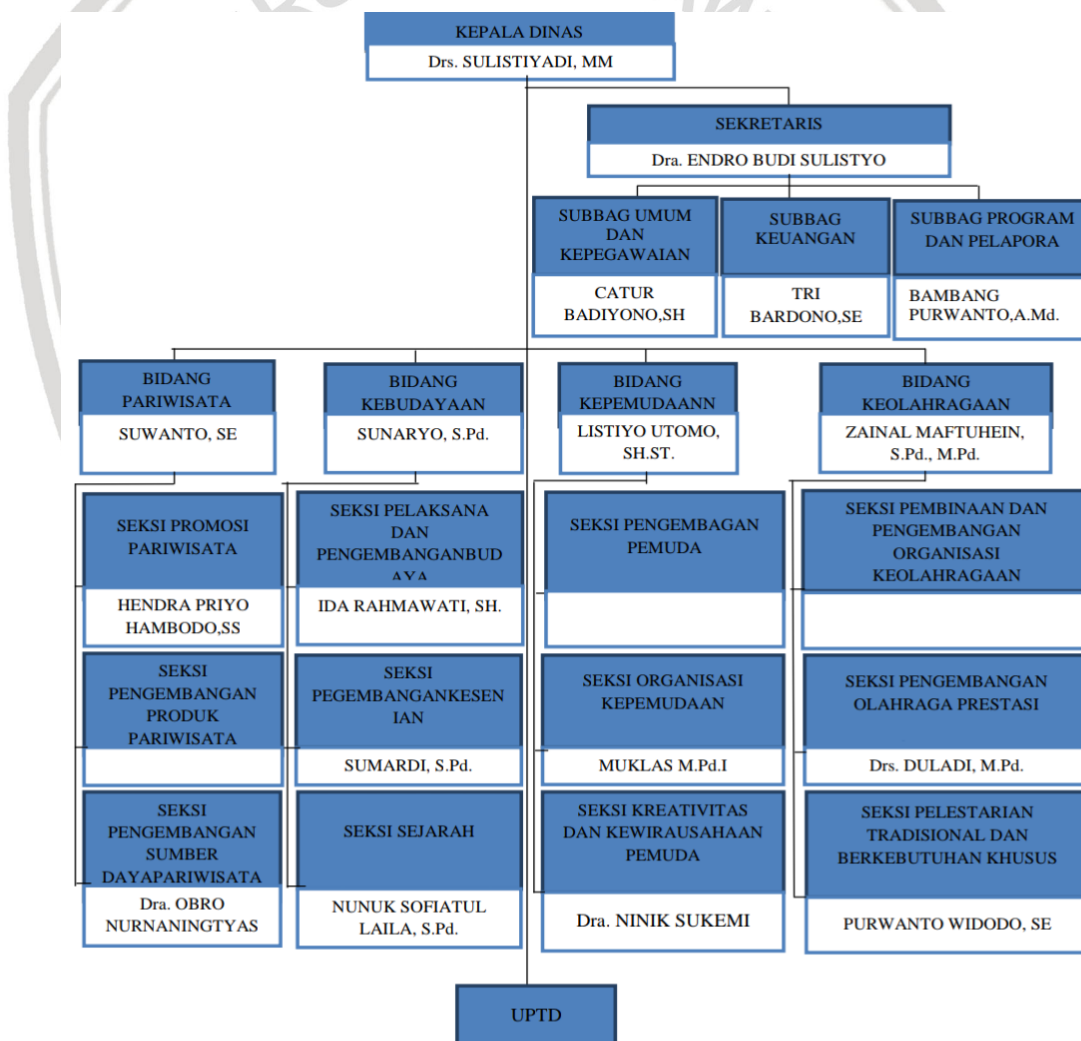 KEPALA DINAS
Drs. SULISTIYADI, MM
SEKRETARIS
Dra. ENDRO BUDI SULISTYO
SUBBAG UMUM
DAN
KEPEGAWAIAN
CATUR
BADIYONO,SH
SUBBAG
KEUANGAN
TRI
BARDONO,SE
SUBBAG PROGRAM
DAN PELAPORA
BAMBANG
PURWANTO,A.Md.
BIDANG
PARIWISATA
SUWANTO, SE
BIDANG
KEBUDAYAAN
SUNARYO, S.Pd.
BIDANG
KEPEMUDAANN
LISTIYO UTOMO,
SH.ST.
BIDANG
KEOLAHRAGAAN
ZAINAL MAFTUHEIN,
S.Pd., M.Pd.
SEKSI PROMOSI
PARIWISATA
HENDRA PRIYO
HAMBODO,SS
SEKSI
PENGEMBANGAN
PRODUK
PARIWISATA
SEKSI
PENGEMBANGAN
SUMBER
DAYAPARIWISATA
Dra. OBRO
NURNANINGTYAS
SEKSI PELAKSANA
DAN
PENGEMBANGANBUD
AYA
IDA RAHMAWATI, SH.
SEKSI
PEGEMBANGANKESEN
IAN
SUMARDI, S.Pd.
SEKSI SEJARAH
NUNUK SOFIATUL
LAILA, S.Pd.
SEKSI PENGEMBAGAN
PEMUDA
SEKSI ORGANISASI
KEPEMUDAAN
MUKLAS M.Pd.I
SEKSI KREATIVITAS
DAN KEWIRAUSAHAAN
PEMUDA
Dra. NINIK SUKEMI
SEKSI PEMBINAAN DAN
PENGEMBANGAN
ORGANISASI
KEOLAHRAGAAN
SEKSI PENGEMBANGAN
OLAHRAGA PRESTASI
Drs. DULADI, M.Pd.
SEKSI PELESTARIAN
TRADISIONAL DAN
BERKEBUTUHAN KHUSUS
PURWANTO WIDODO, SE
UPTD